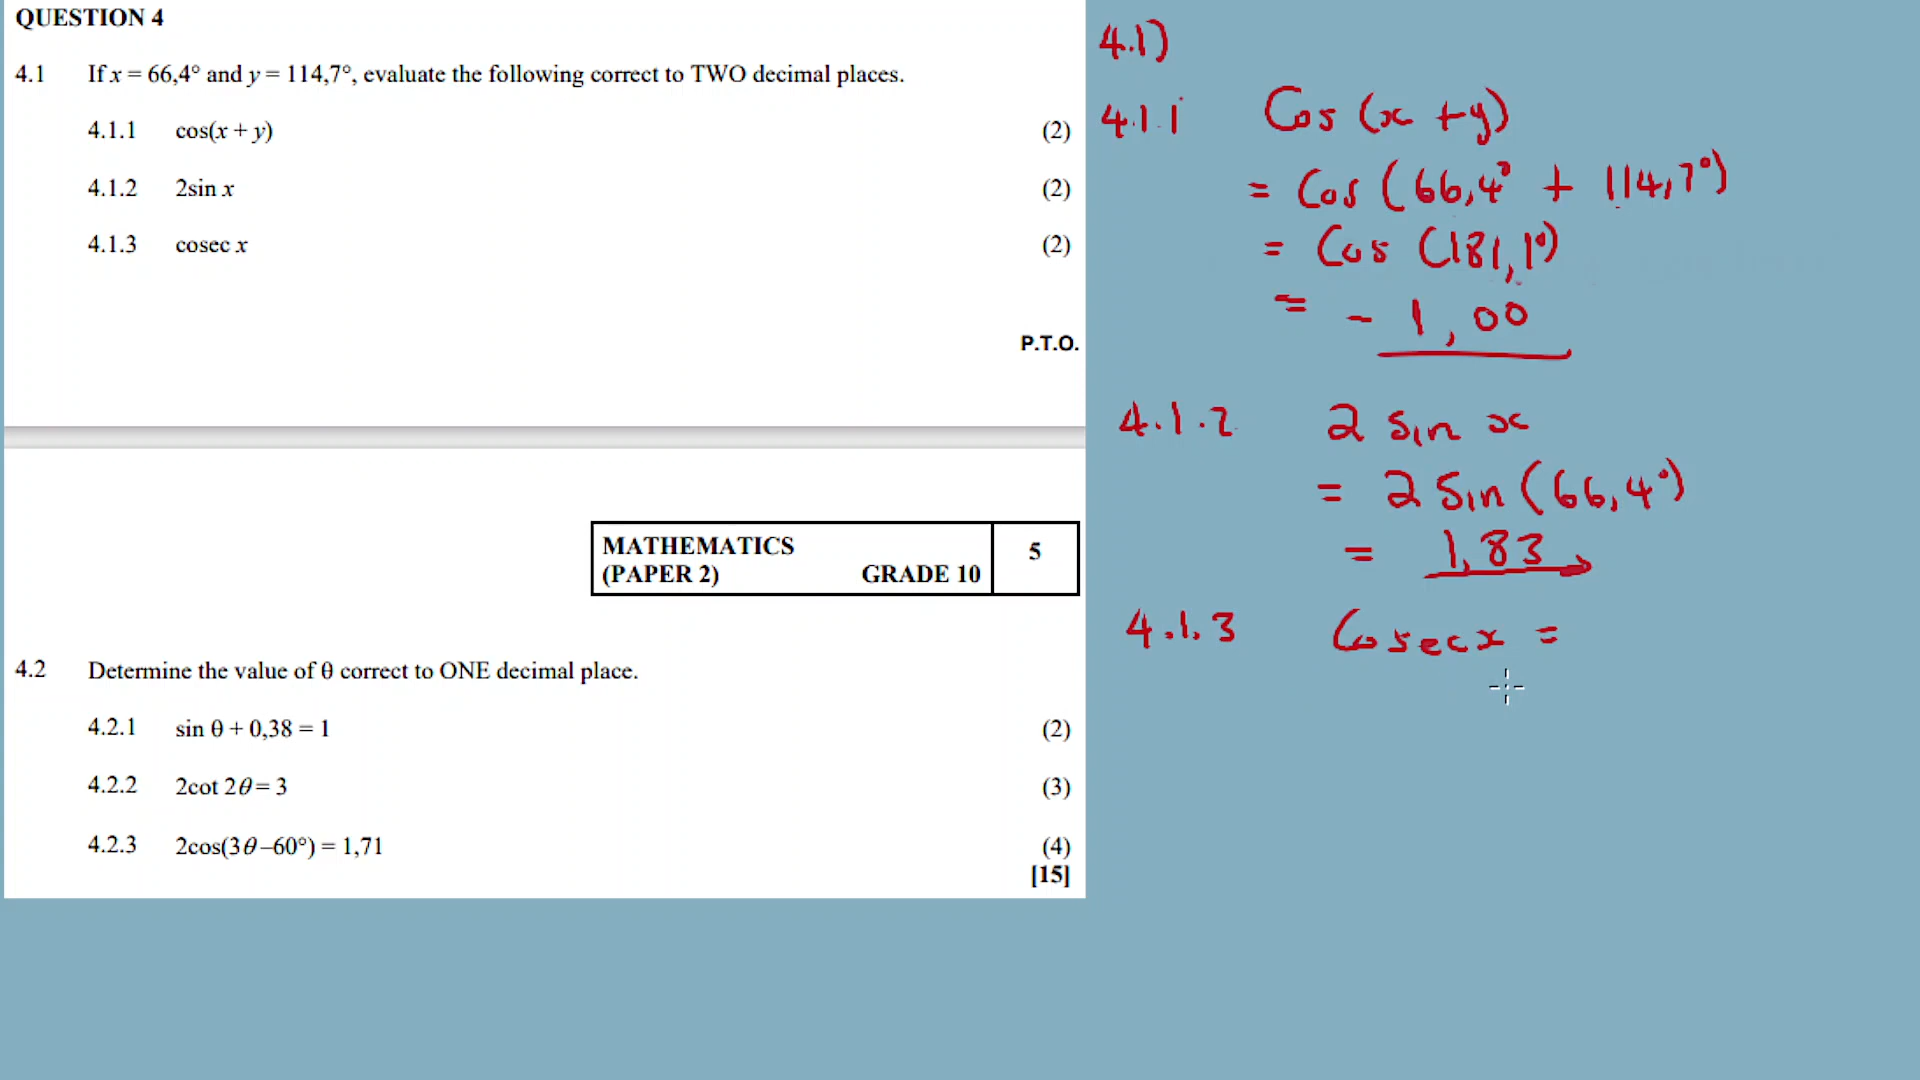 QUESTION 4
4.1 If x = 66,4° and y = 114,7°, evaluate the following correct to TWO decimal places.
4.1.1 cos(x + y) (2)
4.1.2 2sin x (2)
4.1.3 cosec x (2)
P.T.O.
MATHEMATICS
(PAPER 2) GRADE 10
5
4.2 Determine the value of θ correct to ONE decimal place.
4.2.1 sin θ + 0,38 = 1 (2)
4.2.2 2cot 2θ = 3 (3)
4.2.3 2cos(3θ–60°) = 1,71 (4)
[15]
4.1)
4.1.1 Cos (x + y)
= Cos (66,4° + 114,7°)
= Cos (181,1°)
= - 1,00
4.1.2 2 sin x
= 2 Sin (66,4°)
= 1,83
4.1.3 Cosec x =